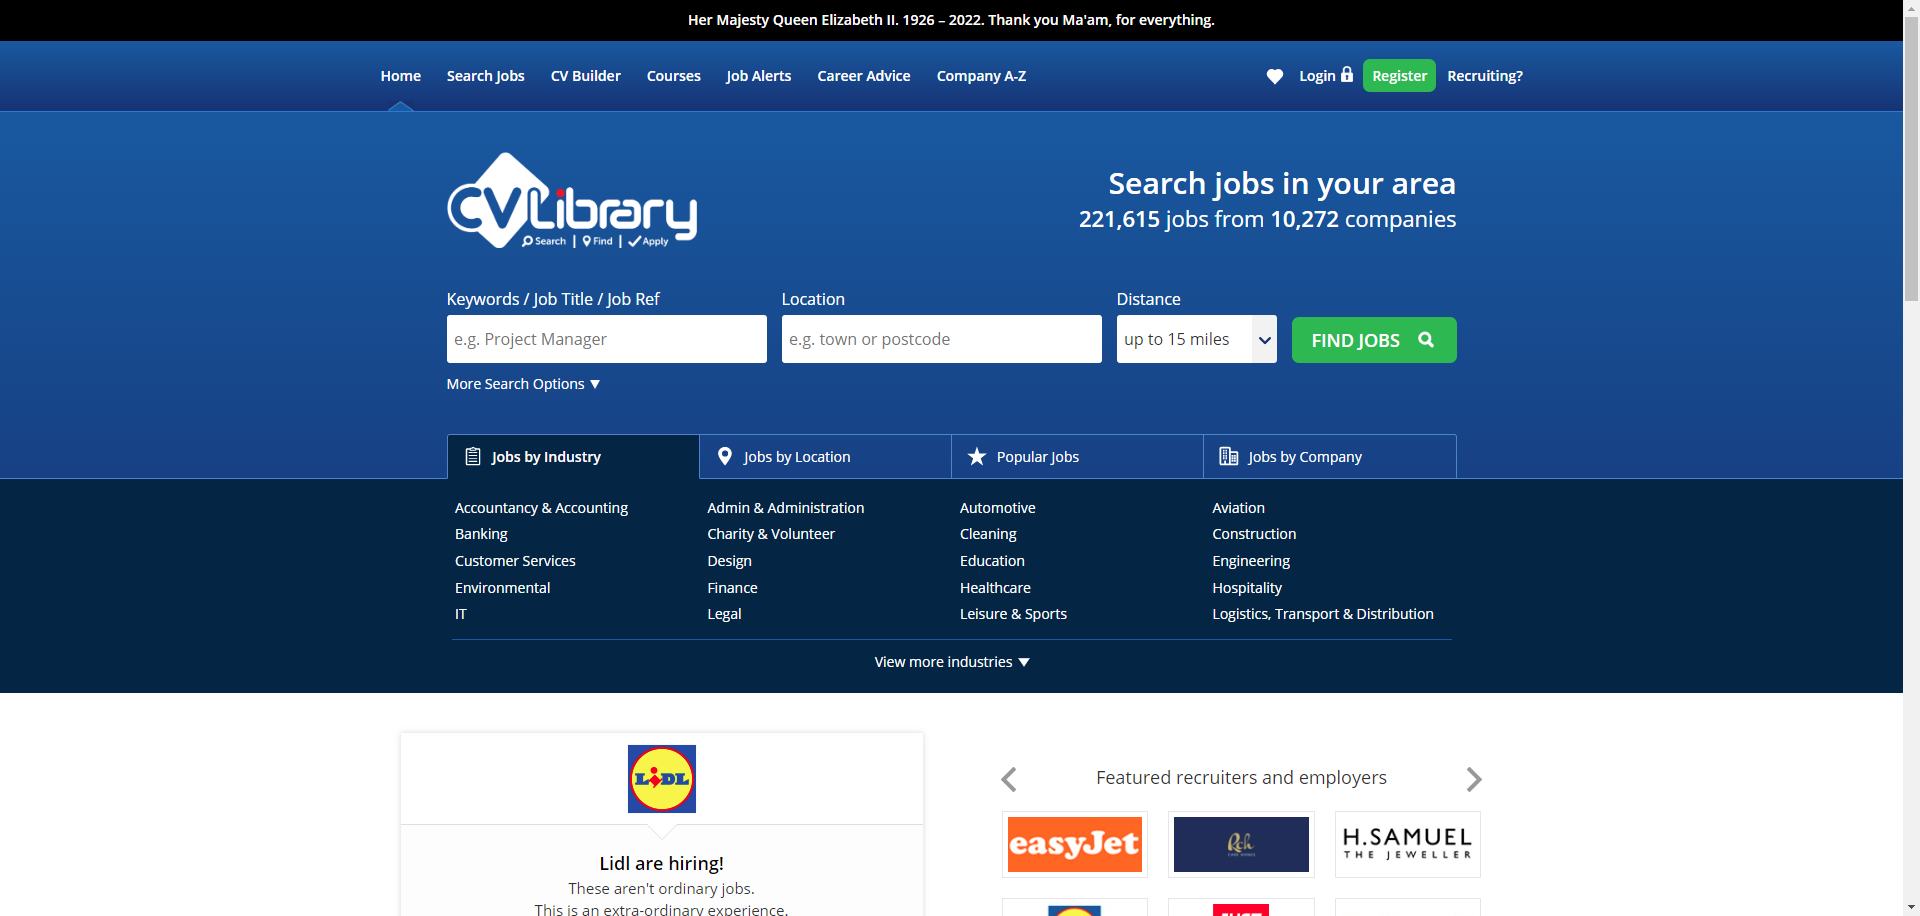 Her Majesty Queen Elizabeth II. 1926 – 2022. Thank you Ma'am, for everything.
Home Search Jobs CV Builder Courses Job Alerts Career Advice Company A-Z Login Register Recruiting?
CVLibrary
Search | Find | Apply
Search jobs in your area
221,615 jobs from 10,272 companies
Keywords / Job Title / Job Ref Location Distance
e.g. Project Manager e.g. town or postcode up to 15 miles FIND JOBS
More Search Options ▼
Jobs by Industry Jobs by Location Popular Jobs Jobs by Company
Accountancy & Accounting Admin & Administration Automotive Aviation
Banking Charity & Volunteer Cleaning Construction
Customer Services Design Education Engineering
Environmental Finance Healthcare Hospitality
IT Legal Leisure & Sports Logistics, Transport & Distribution
View more industries ▼
LIDL
Lidl are hiring!
These aren't ordinary jobs.
This is an extra-ordinary experience.
Featured recruiters and employers
easyJet
Rch
H.SAMUEL
THE JEWELLER